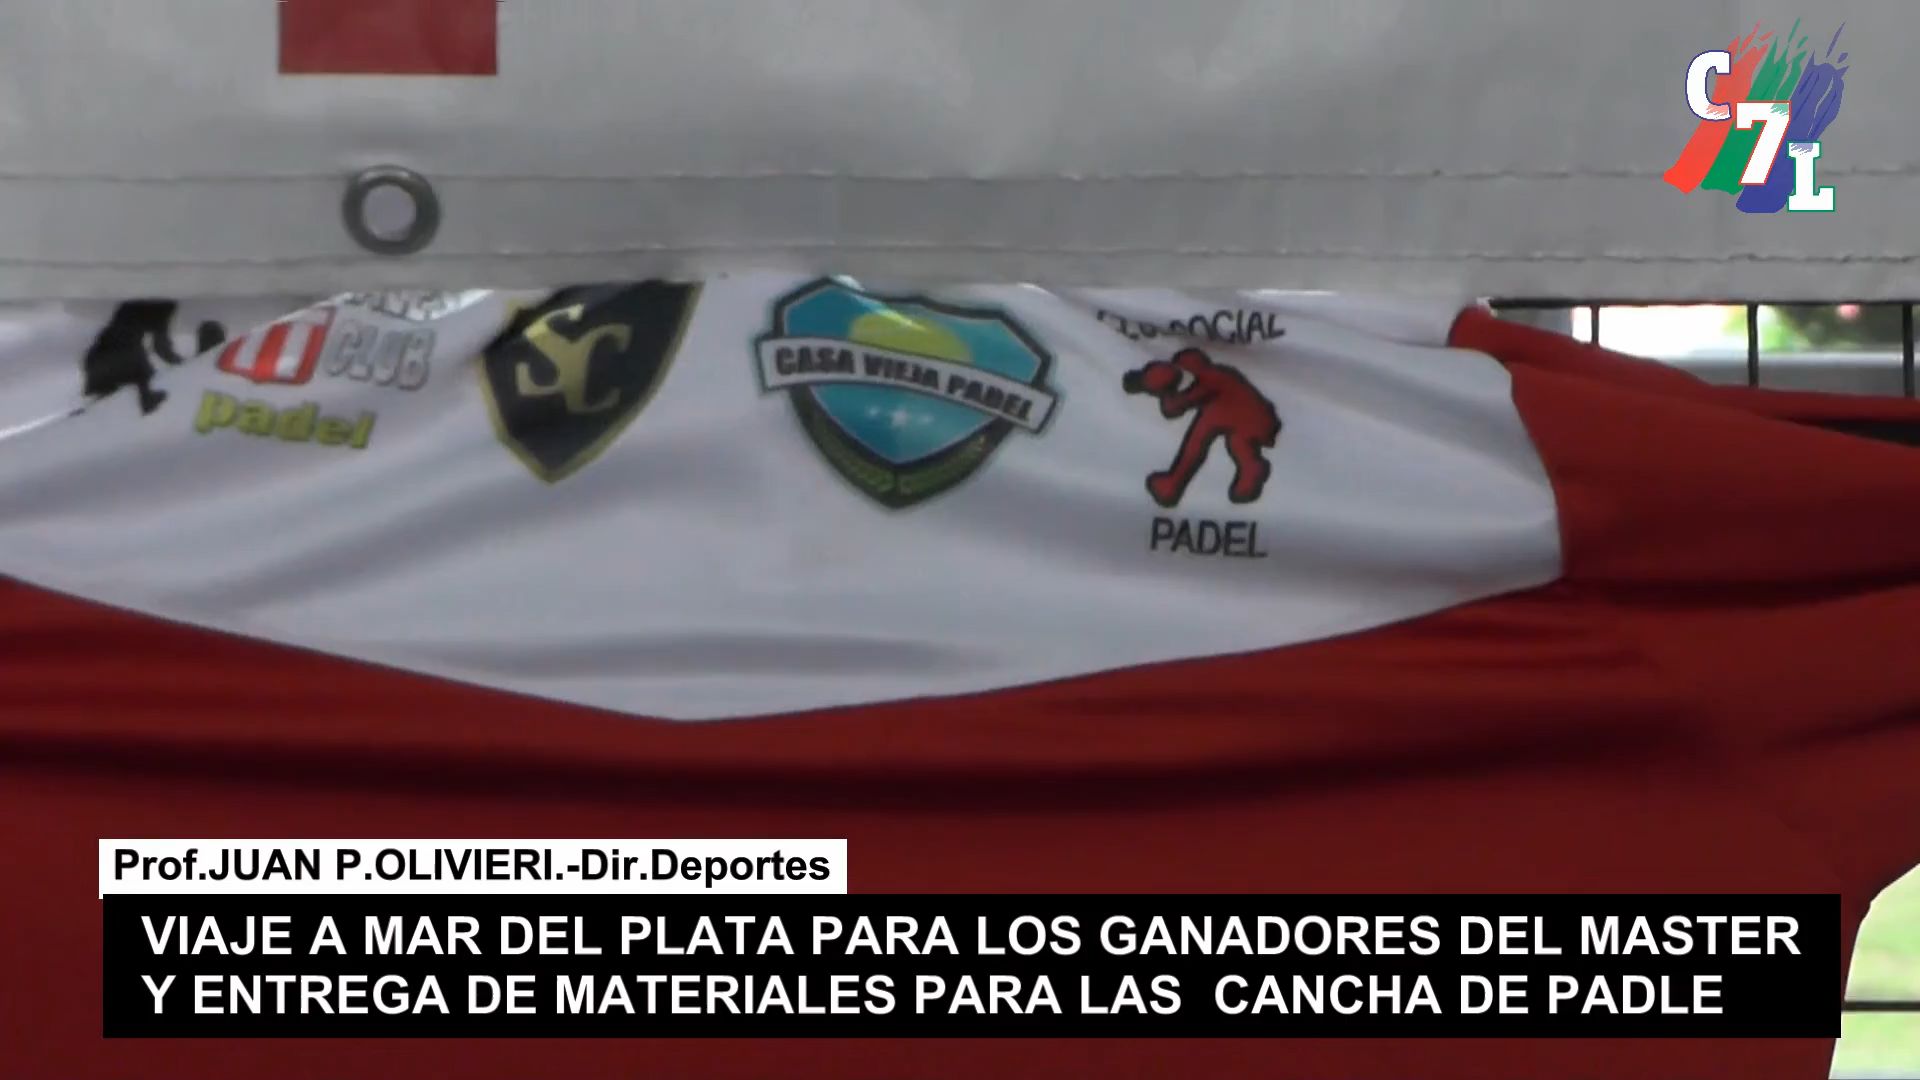 C7L
CLUB
padel
SC
CASA VIEJA PADEL
SOCIAL
PADEL
Prof.JUAN P.OLIVIERI.-Dir.Deportes
VIAJE A MAR DEL PLATA PARA LOS GANADORES DEL MASTER
Y ENTREGA DE MATERIALES PARA LAS CANCHA DE PADLE